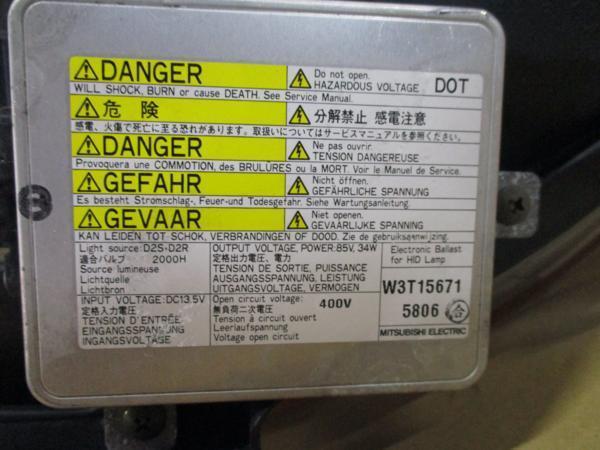 DANGER
Do not open.
HAZARDOUS VOLTAGE
DOT
WILL SHOCK, BURN or cause DEATH. See Service Manual.
危 険
分解禁止 感電注意
感電、火傷で死亡に至る恐れがあります。取扱いについてはサービスマニュアルを参照のこと。
DANGER
Ne pas ouvrir.
TENSION DANGEREUSE
Provoquera une COMMOTION, des BRULÛRES ou la MORT. Voir le Manuel de Service.
GEFAHR
Nicht öffnen.
GEFÄHRLICHE SPANNUNG
Es besteht Stromschlag-, Feuer-und Todesgefahr. Siehe Wartungsanleitung.
GEVAAR
Niet openen.
GEVAARLIJKE SPANNING
KAN LEIDEN TOT SCHOK, VERBRANDINGEN OF DOOD. Zie de gebruiksaanwijzing.
Light source: D2S-D2R
適合バルブ 2000H
Source lumineuse
Lichtquelle
Lichtbron
OUTPUT VOLTAGE, POWER: 85V, 34W
定格出力電圧、電力
TENSION DE SORTIE, PUISSANCE
AUSGANGSSPANNUNG, LEISTUNG
UITGANGSVOLTAGE, VERMOGEN
INPUT VOLTAGE: DC13.5V
定格入力電圧
TENSION D'ENTRÉE
EINGANGSSPANNUNG
INGANGSVOLTAGE
Open circuit voltage: 400V
無負荷二次電圧
Tension à circuit ouvert
Leerlaufspannung
Voltage open circuit
Electronic Ballast
for HID Lamp
W3T15671
5806 合
MITSUBISHI ELECTRIC